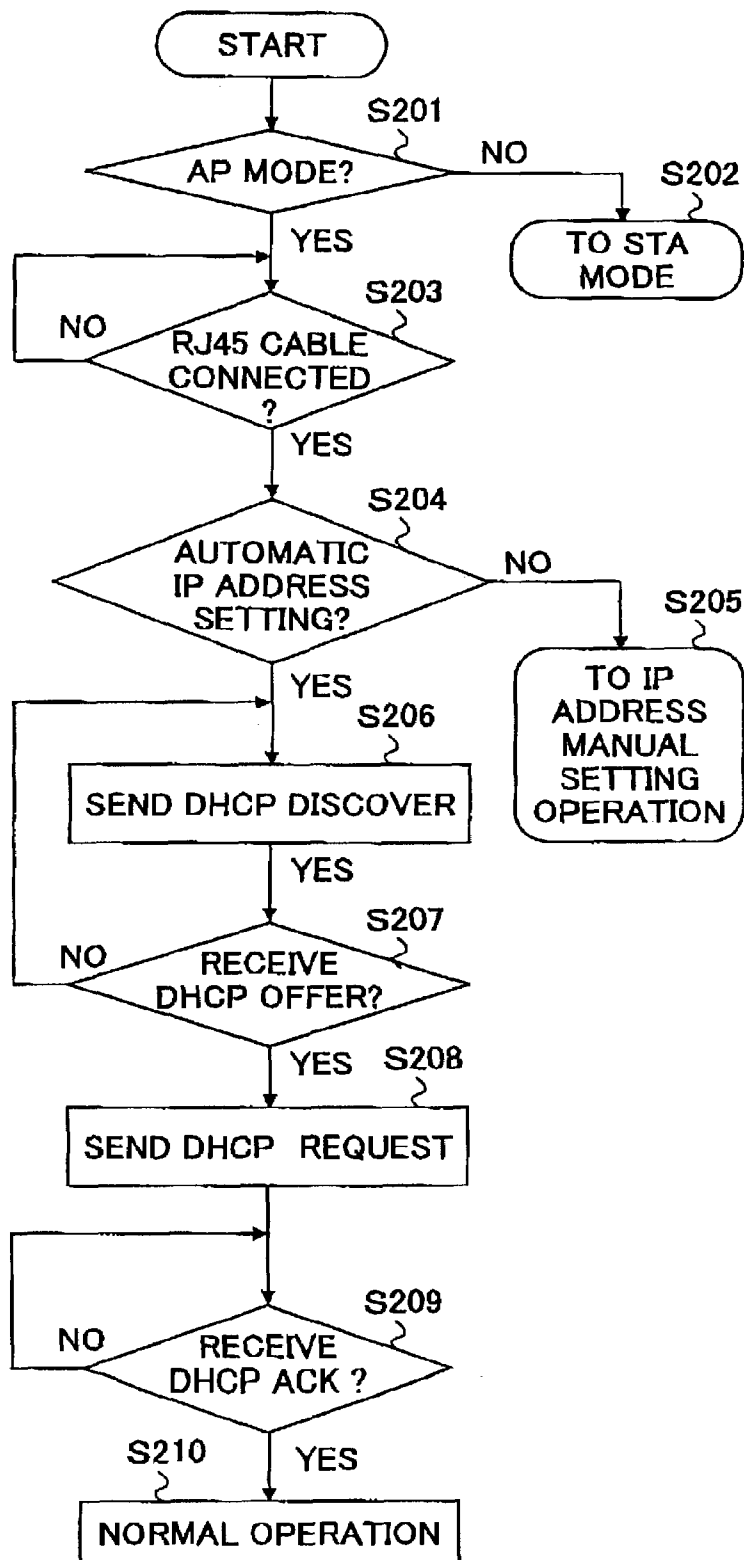 START
S201
AP MODE?
NO
S202
TO STA
MODE
YES
S203
NO
RJ45 CABLE
CONNECTED
?
YES
S204
AUTOMATIC
IP ADDRESS
SETTING?
NO
S205
TO IP
ADDRESS
MANUAL
SETTING
OPERATION
YES
S206
SEND DHCP DISCOVER
YES
S207
NO
RECEIVE
DHCP OFFER?
YES
S208
SEND DHCP REQUEST
S209
NO
RECEIVE
DHCP ACK ?
YES
S210
NORMAL OPERATION